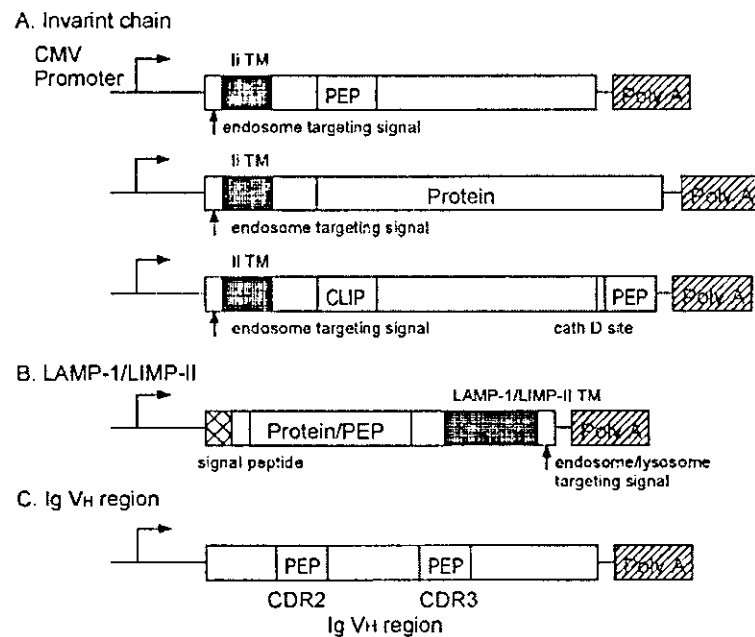 A. Invarint chain
CMV
Promoter
Ii TM
PEP
Poly A
endosome targeting signal
Ii TM
Protein
Poly A
endosome targeting signal
Ii TM
CLIP
PEP
Poly A
endosome targeting signal
cath D site
B. LAMP-1/LIMP-II
LAMP-1/LIMP-II TM
Protein/PEP
Poly A
signal peptide
endosome/lysosome
targeting signal
C. Ig VH region
PEP
PEP
Poly A
CDR2
CDR3
Ig VH region